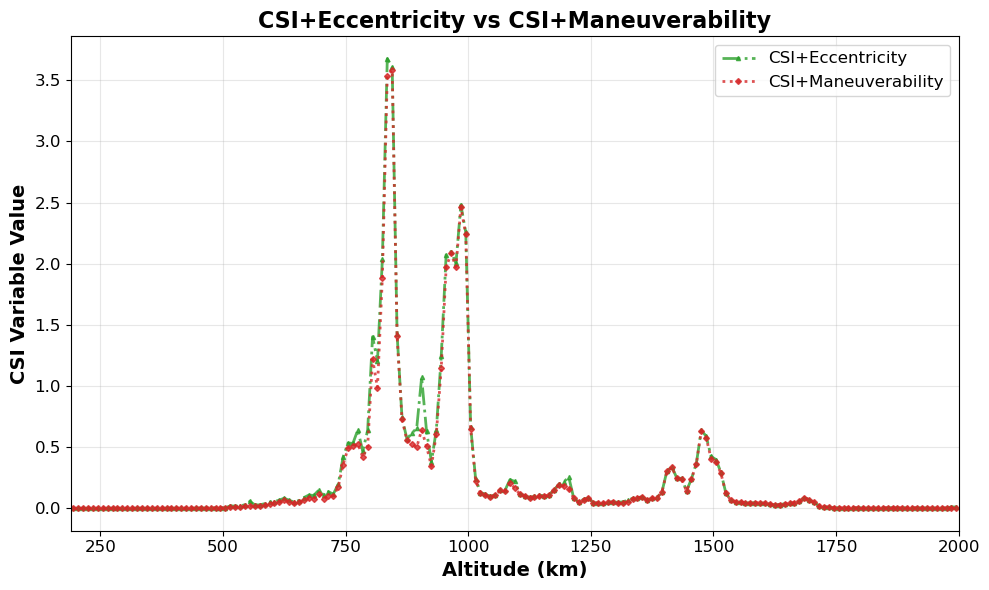 CSI+Eccentricity vs CSI+Maneuverability
CSI+Eccentricity
CSI+Maneuverability
CSI Variable Value
3.5
3.0
2.5
2.0
1.5
1.0
0.5
0.0
250 500 750 1000 1250 1500 1750 2000
Altitude (km)